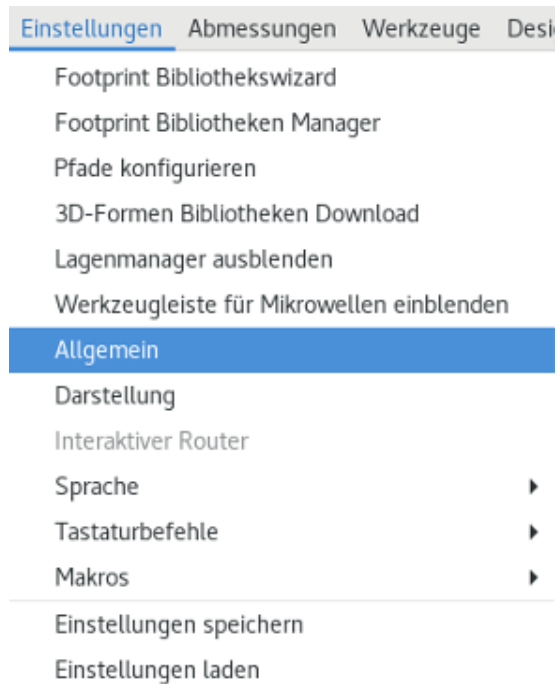 Einstellungen Abmessungen Werkzeuge
Footprint Bibliothekswizard
Footprint Bibliotheken Manager
Pfade konfigurieren
3D-Formen Bibliotheken Download
Lagenmanager ausblenden
Werkzeugleiste für Mikrowellen einblenden
Allgemein
Darstellung
Interaktiver Router
Sprache
Tastaturbefehle
Makros
Einstellungen speichern
Einstellungen laden